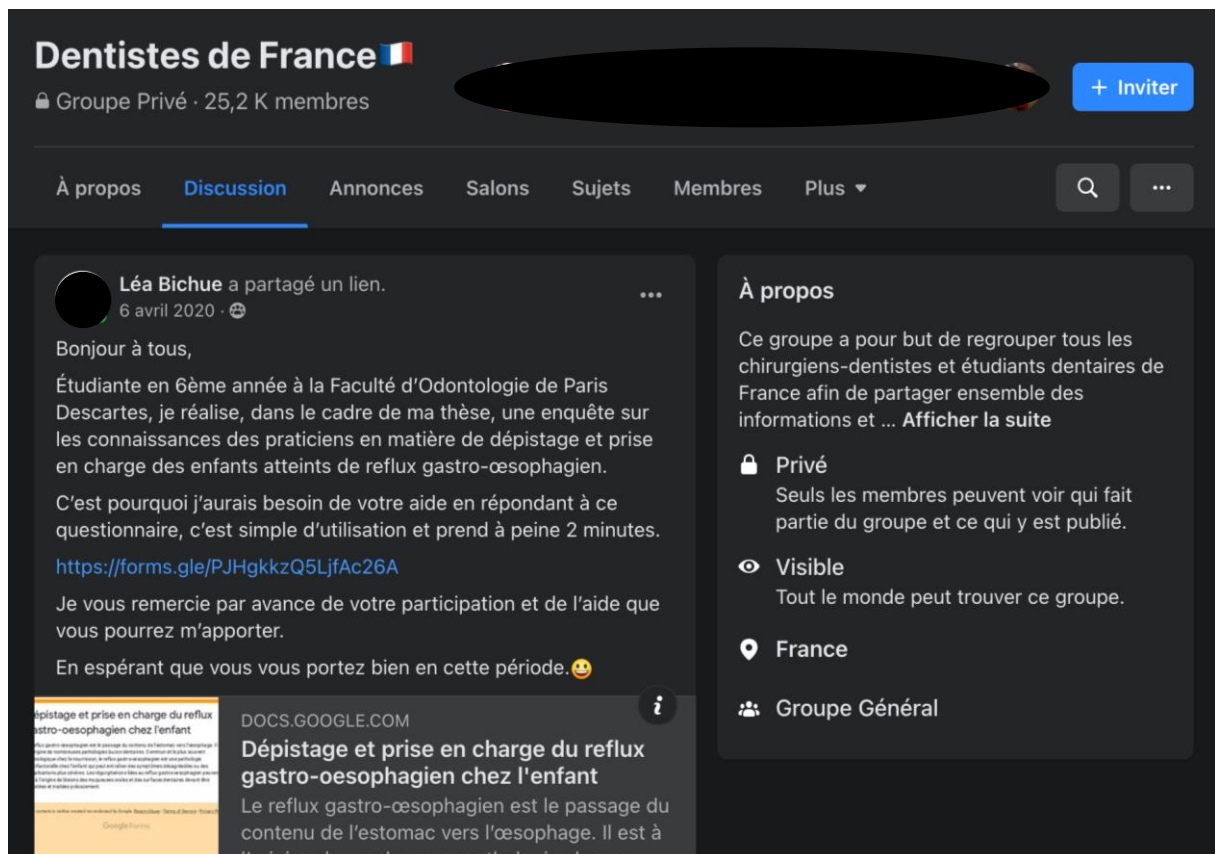 Dentistes de France🇫🇷
Groupe Privé · 25,2 K membres
+ Inviter
À propos
Discussion
Annonces
Salons
Sujets
Membres
Plus
Léa Bichue a partagé un lien.
6 avril 2020 ·
Bonjour à tous,
Étudiante en 6ème année à la Faculté d'Odontologie de Paris
Descartes, je réalise, dans le cadre de ma thèse, une enquête sur
les connaissances des praticiens en matière de dépistage et prise
en charge des enfants atteints de reflux gastro-œsophagien.
C'est pourquoi j'aurais besoin de votre aide en répondant à ce
questionnaire, c'est simple d'utilisation et prend à peine 2 minutes.
https://forms.gle/PJHgkkzQ5LjfAc26A
Je vous remercie par avance de votre participation et de l'aide que
vous pourrez m'apporter.
En espérant que vous vous portez bien en cette période.😀
épistage et prise en charge du reflux
astro-oesophagien chez l'enfant
Google Forms
DOCS.GOOGLE.COM
Dépistage et prise en charge du reflux
gastro-oesophagien chez l'enfant
Le reflux gastro-œsophagien est le passage du
contenu de l'estomac vers l'œsophage. Il est à
À propos
Ce groupe a pour but de regrouper tous les
chirurgiens-dentistes et étudiants dentaires de
France afin de partager ensemble des
informations et ... Afficher la suite
Privé
Seuls les membres peuvent voir qui fait
partie du groupe et ce qui y est publié.
Visible
Tout le monde peut trouver ce groupe.
France
Groupe Général